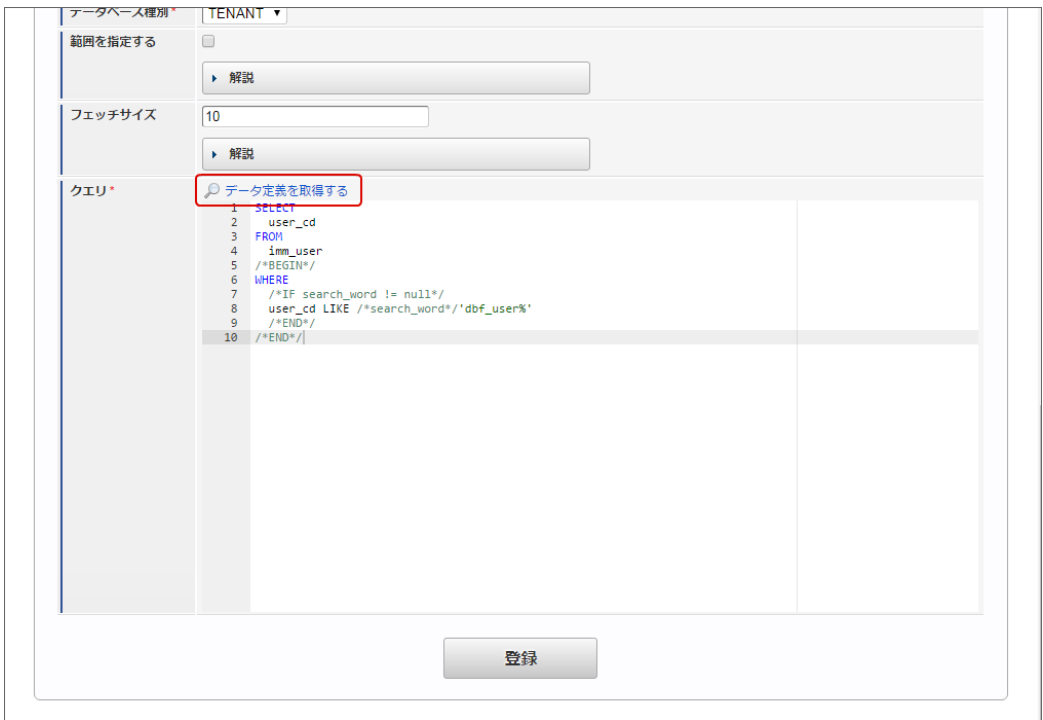 データベース種別* TENANT ▼
範囲を指定する
解説
フェッチサイズ 10
解説
クエリ* データ定義を取得する
1 SELECT
2 user_cd
3 FROM
4 imm_user
5 /*BEGIN*/
6 WHERE
7 /*IF search_word != null*/
8 user_cd LIKE /*search_word*/'dbf_user%'
9 /*END*/
10 /*END*/
登録